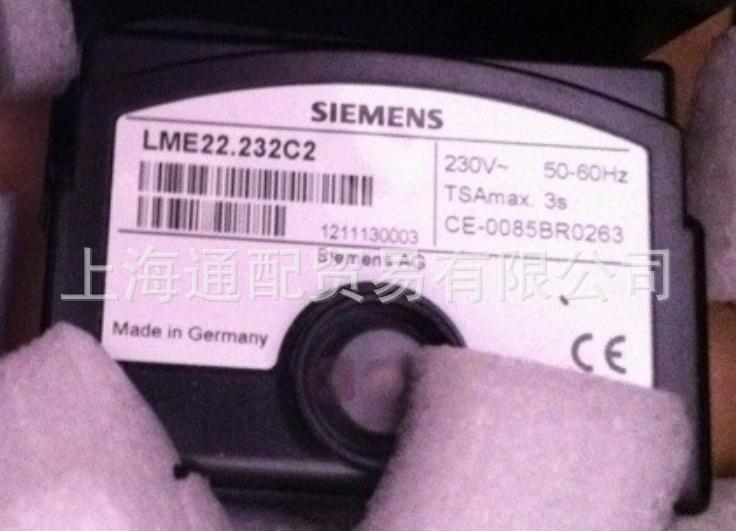 SIEMENS
LME22.232C2
230V~ 50-60Hz
TSAmax. 3s
CE-0085BR0263
1211130003
Siemens AG
上海通配贸易有限公司
Made in Germany
CE